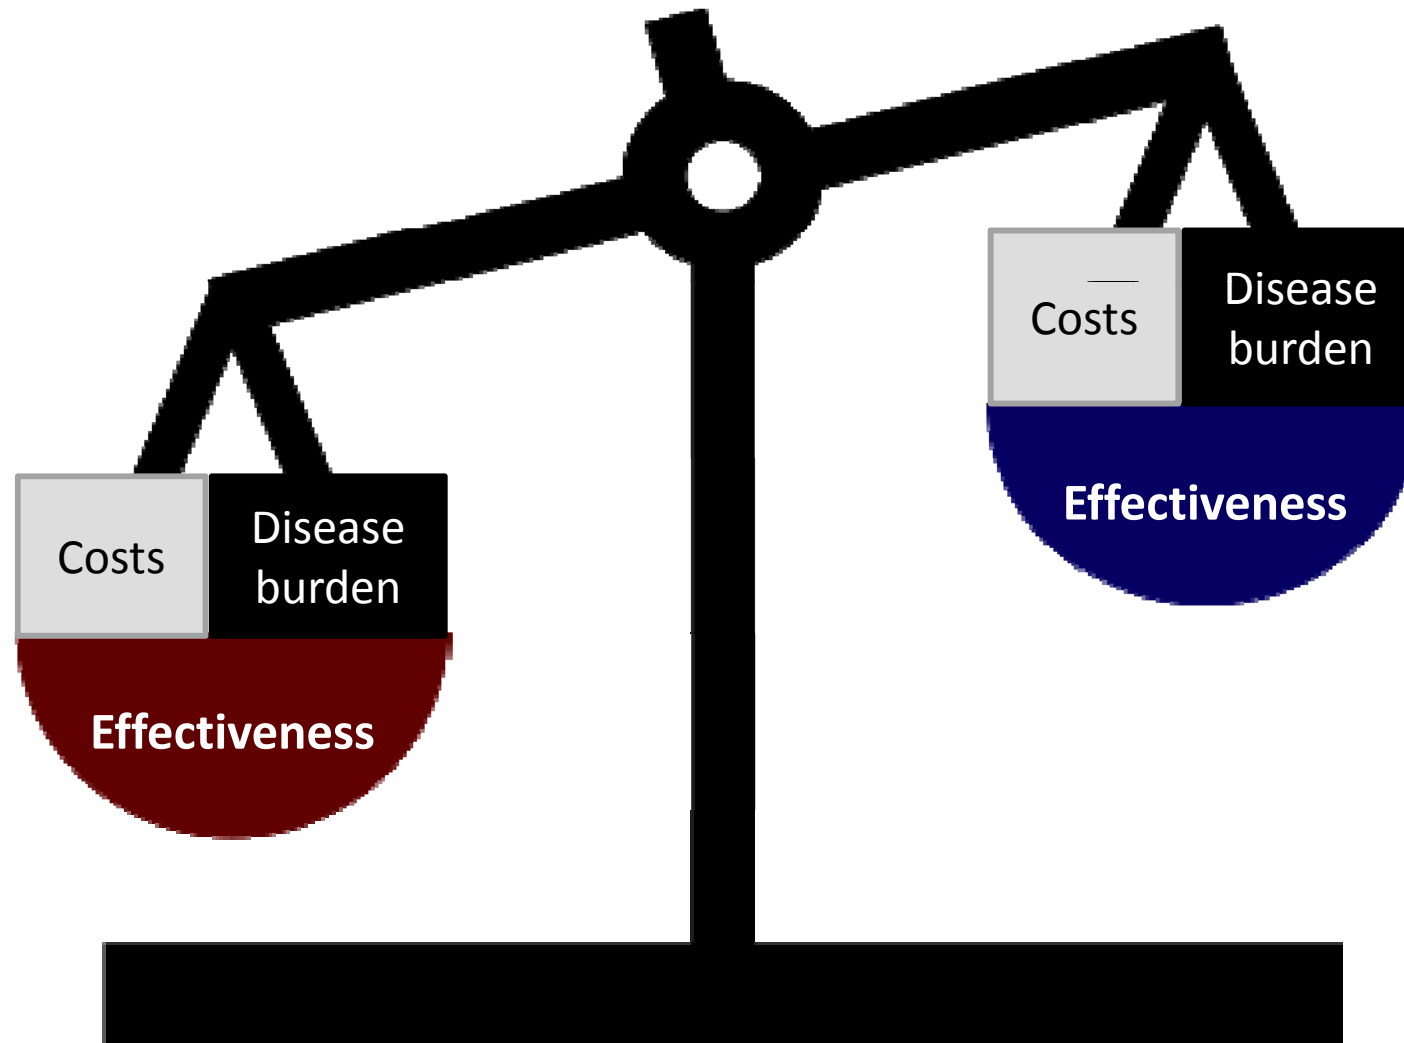 Costs
Disease
burden
Effectiveness
Costs
Disease
burden
Effectiveness